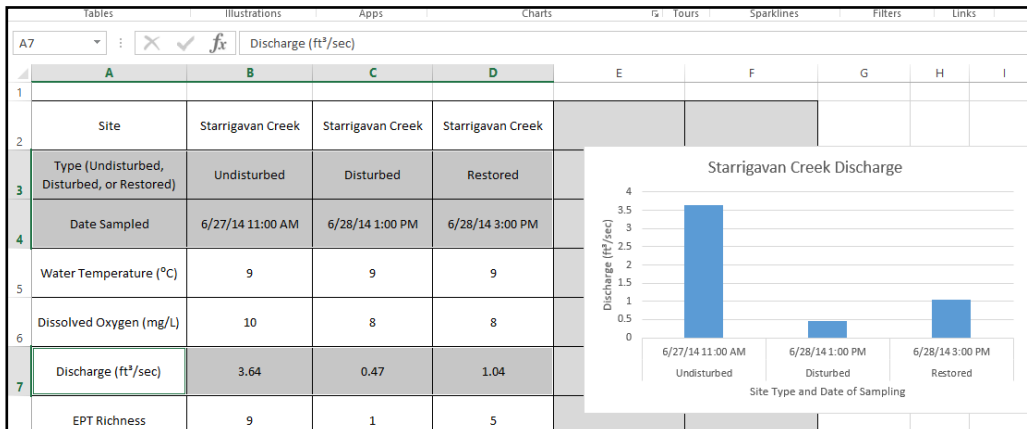 Tables Illustrations Apps Charts Tours Sparklines Filters Links
A7 fx Discharge (ft³/sec)
A B C D E F G H I
1
2 Site Starrigavan Creek Starrigavan Creek Starrigavan Creek
Type (Undisturbed,
3 Disturbed, or Restored) Undisturbed Disturbed Restored
4 Date Sampled 6/27/14 11:00 AM 6/28/14 1:00 PM 6/28/14 3:00 PM
5 Water Temperature (⁰C) 9 9 9
6 Dissolved Oxygen (mg/L) 10 8 8
7 Discharge (ft³/sec) 3.64 0.47 1.04
EPT Richness 9 1 5
Starrigavan Creek Discharge
Discharge (ft³/sec)
4
3.5
3
2.5
2
1.5
1
0.5
0
6/27/14 11:00 AM 6/28/14 1:00 PM 6/28/14 3:00 PM
Undisturbed Disturbed Restored
Site Type and Date of Sampling